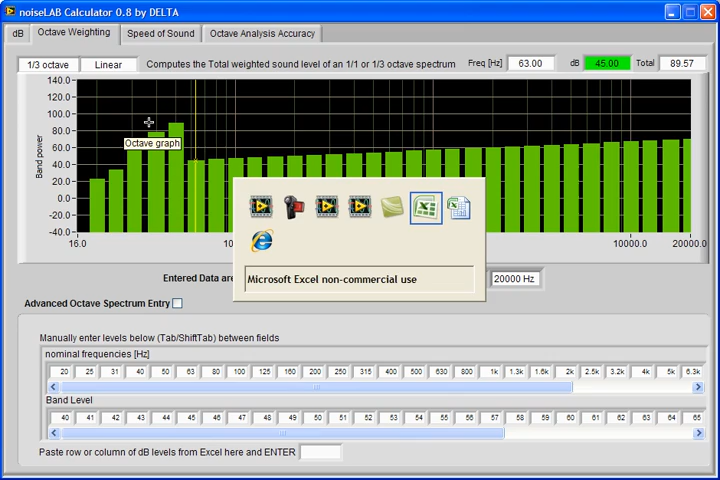 noiseLAB Calculator 0.8 by DELTA
dB Octave Weighting Speed of Sound Octave Analysis Accuracy
1/3 octave Linear Computes the Total weighted sound level of an 1/1 or 1/3 octave spectrum Freq [Hz] 63.00 dB 45.00 Total 89.57
140.0
120.0
100.0
80.0
60.0
40.0
20.0
0.0
-20.0
-40.0
Band power
Octave graph
16.0 10000.0 20000.0
Microsoft Excel non-commercial use
Entered Data are 20000 Hz
Advanced Octave Spectrum Entry
Manually enter levels below (Tab/ShiftTab) between fields
nominal frequencies [Hz]
20 25 31 40 50 63 80 100 125 160 200 250 315 400 500 630 800 1k 1.3k 1.6k 2k 2.5k 3.2k 4k 5k 6.3k
Band Level
40 41 42 43 44 45 46 47 48 49 50 51 52 53 54 55 56 57 58 59 60 61 62 63 64 65
Paste row or column of dB levels from Excel here and ENTER